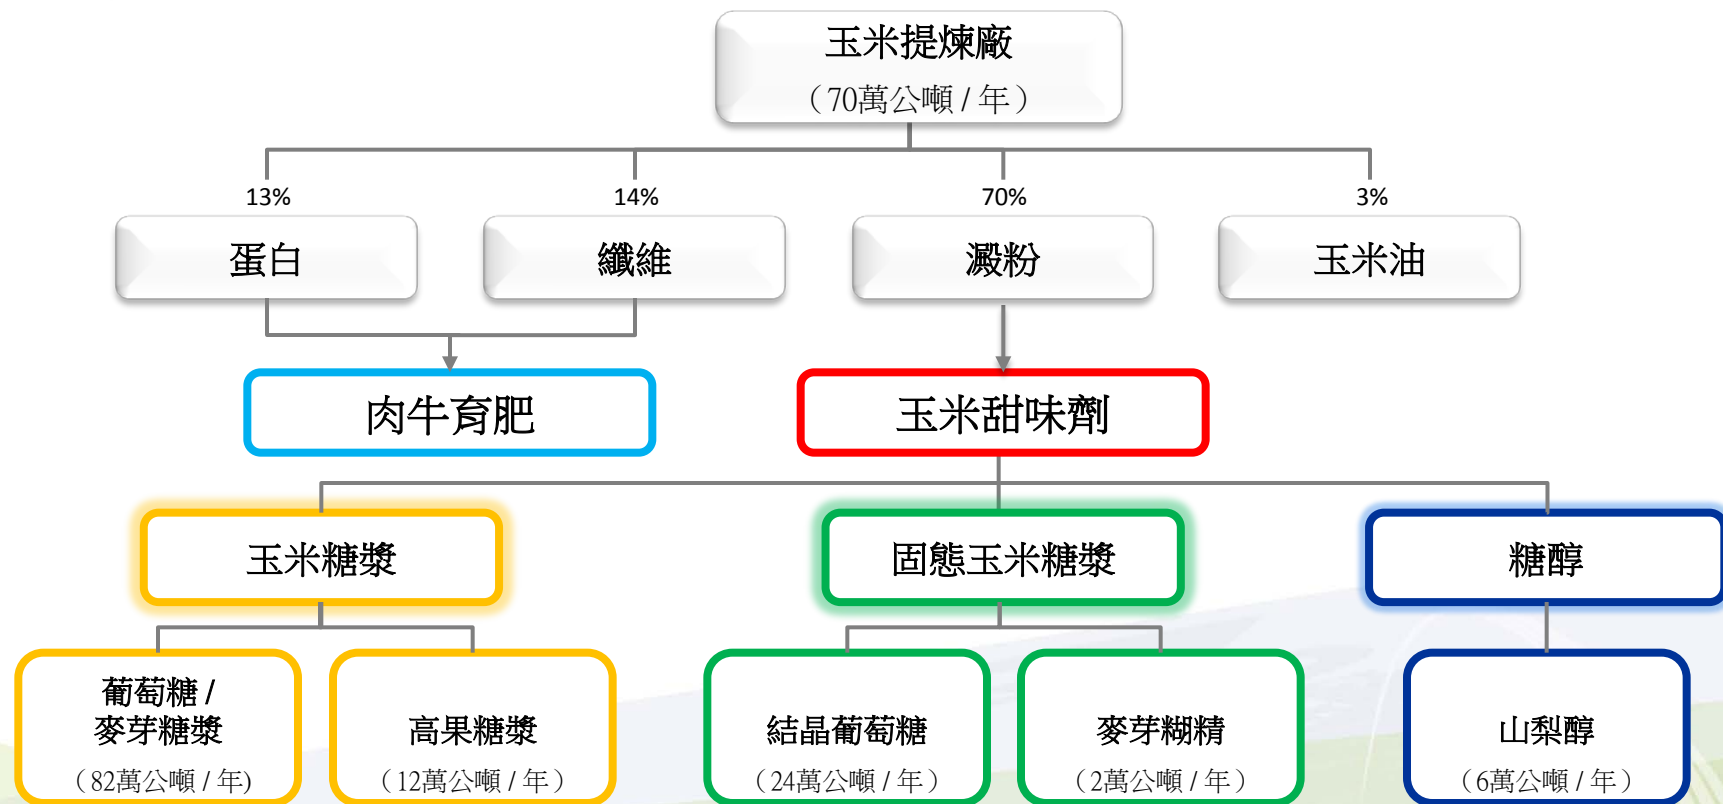 玉米提煉廠
（70萬公噸 / 年）
13%
14%
70%
3%
蛋白
纖維
澱粉
玉米油
肉牛育肥
玉米甜味劑
玉米糖漿
固態玉米糖漿
糖醇
葡萄糖 /
麥芽糖漿
（82萬公噸 / 年)
高果糖漿
（12萬公噸 / 年）
結晶葡萄糖
（24萬公噸 / 年）
麥芽糊精
（2萬公噸 / 年）
山梨醇
（6萬公噸 / 年）